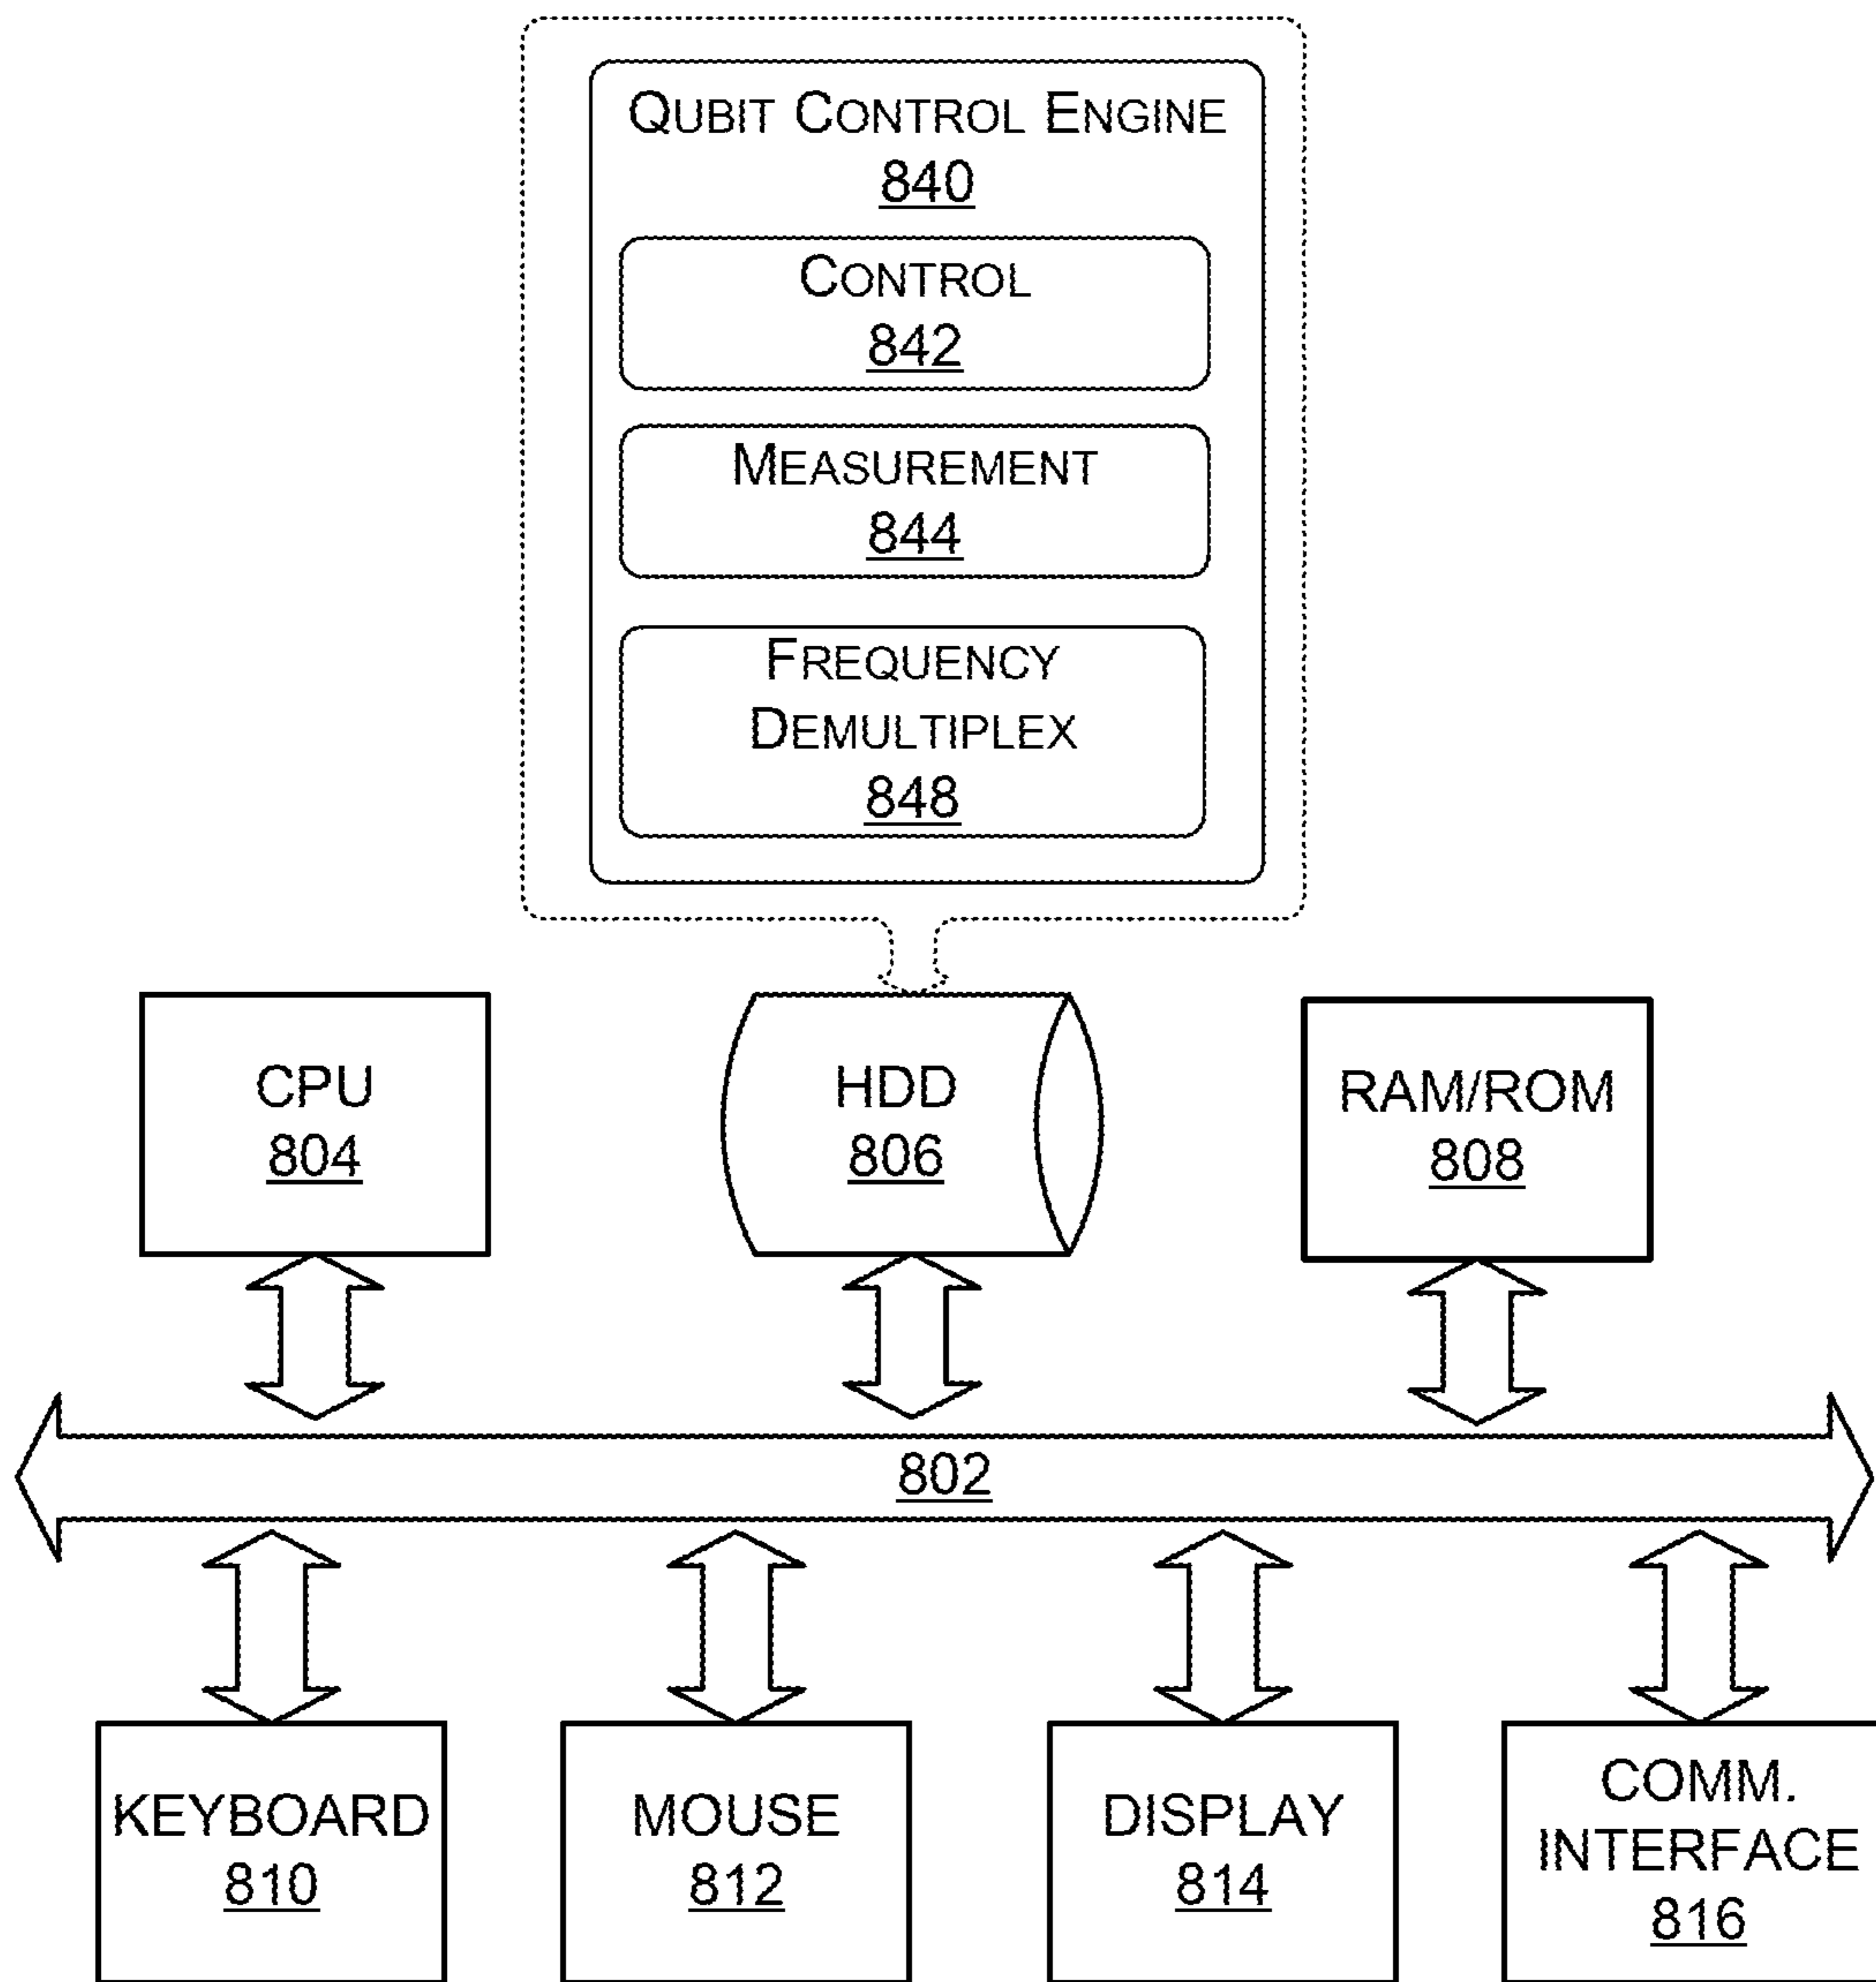 QUBIT CONTROL ENGINE
840
CONTROL
842
MEASUREMENT
844
FREQUENCY
DEMULTIPLEX
848
CPU
804
HDD
806
RAM/ROM
808
802
KEYBOARD
810
MOUSE
812
DISPLAY
814
COMM.
INTERFACE
816